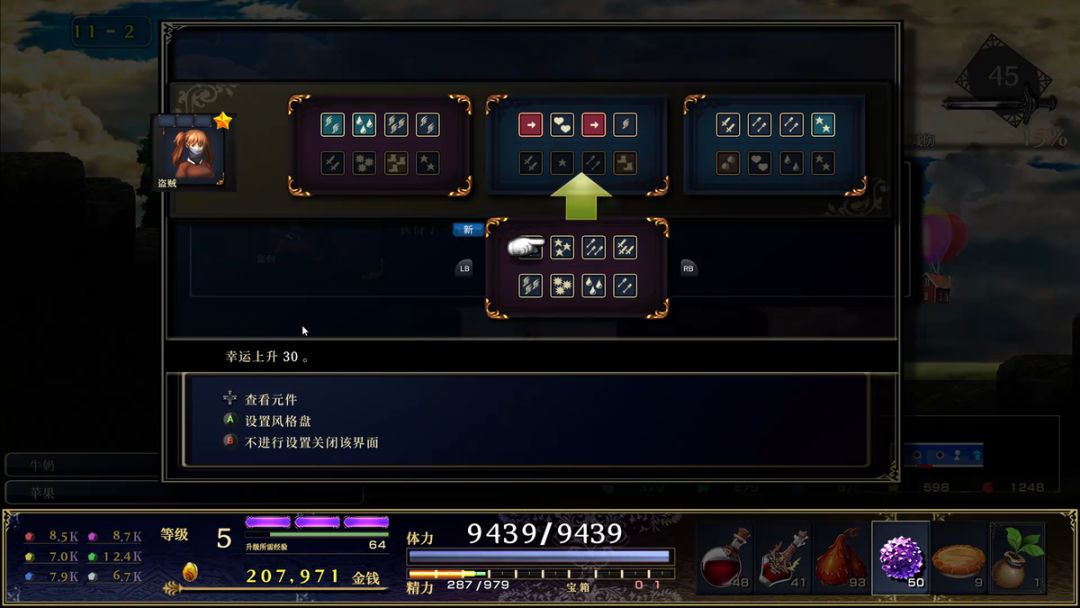 11-2
45
15%
盗贼
新
LB
RB
幸运上升 30 。
查看元件
A 设置风格盘
B 不进行设置关闭该界面
牛奶
苹果
598
1248
8.5K 8.7K
7.0K 12.4K
7.9K 6.7K
等级 5
升级所需经验 64
207,971 金钱
体力 9439/9439
精力 287/979
宝箱 0 1
48
41
93
50
9
1